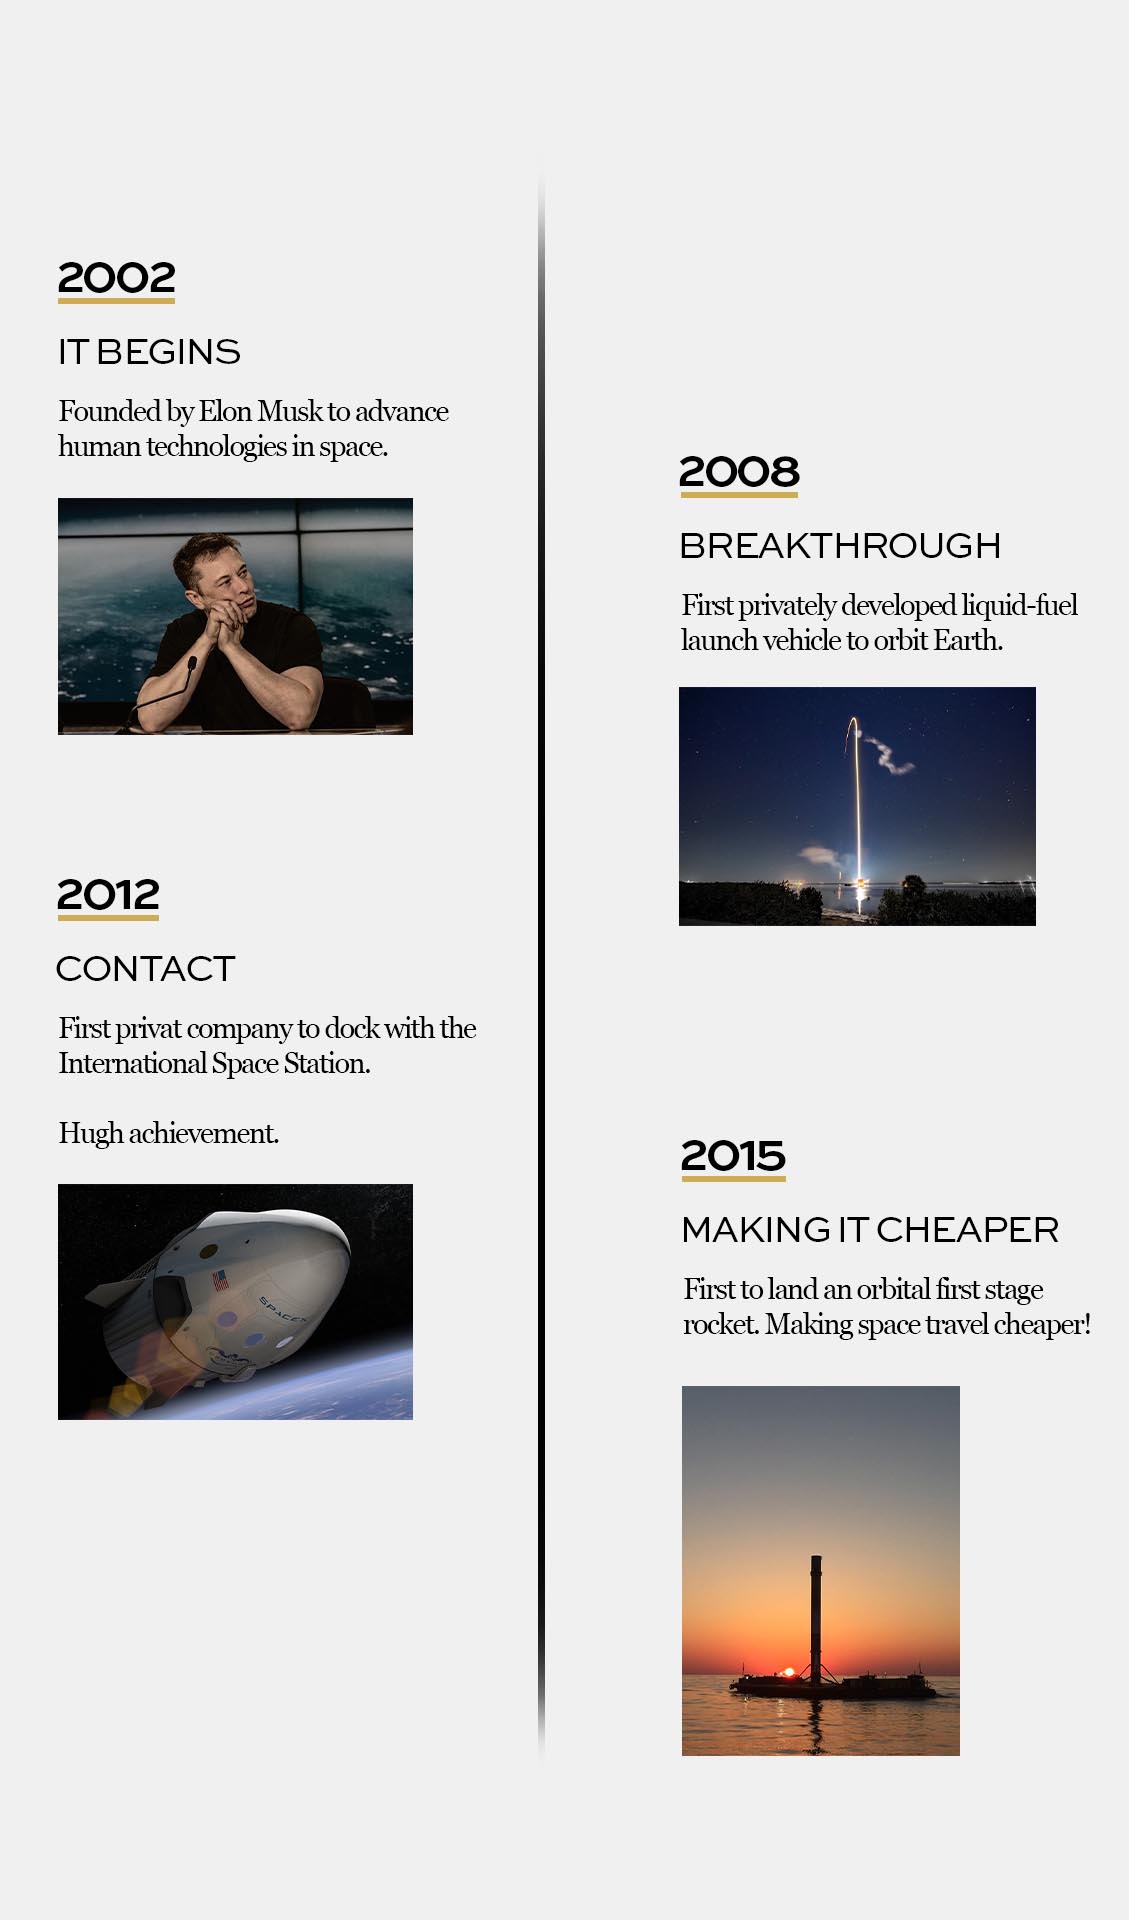 2002
IT BEGINS
Founded by Elon Musk to advance
human technologies in space.
2008
BREAKTHROUGH
First privately developed liquid-fuel
launch vehicle to orbit Earth.
2012
CONTACT
First privat company to dock with the
International Space Station.
Hugh achievement.
SPACEX
2015
MAKING IT CHEAPER
First to land an orbital first stage
rocket. Making space travel cheaper!